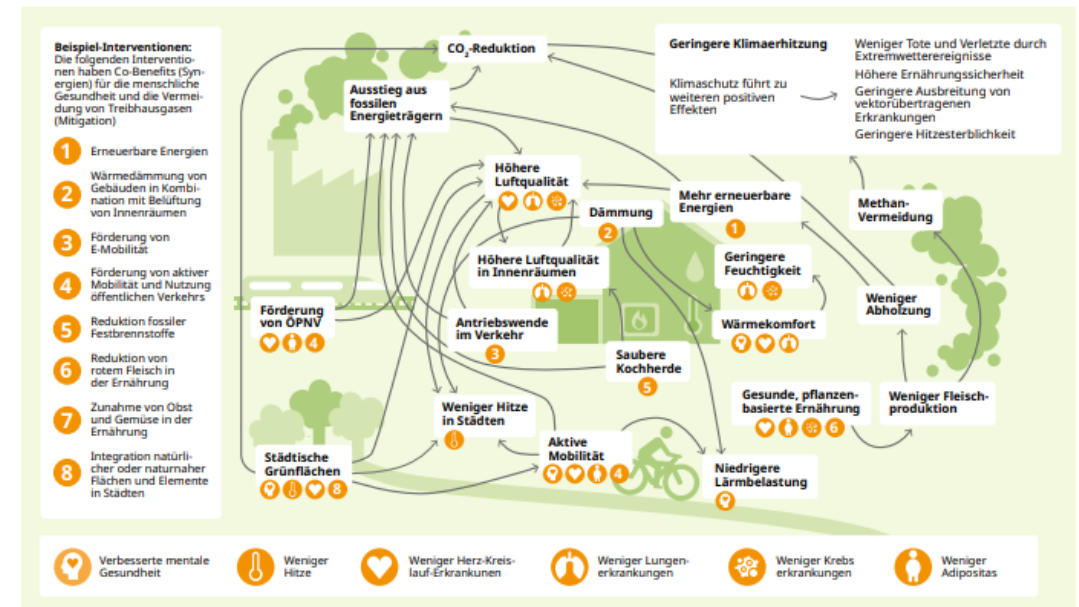 Beispiel-Interventionen:
Die folgenden Interventio-
nen haben Co-Benefits (Syn-
ergien) für die menschliche
Gesundheit und die Vermei-
dung von Treibhausgasen
(Mitigation)
1 Erneuerbare Energien
2 Wärmedämmung von
Gebäuden in Kombi-
nation mit Belüftung
von Innenräumen
3 Förderung von
E-Mobilität
4 Förderung von aktiver
Mobilität und Nutzung
öffentlichen Verkehrs
5 Reduktion fossiler
Festbrennstoffe
6 Reduktion von
rotem Fleisch in
der Ernährung
7 Zunahme von Obst
und Gemüse in der
Ernährung
8 Integration natürli-
cher oder naturnaher
Flächen und Elemente
in Städten
CO₂-Reduktion
Ausstieg aus
fossilen
Energieträgern
Geringere Klimaerhitzung
Klimaschutz führt zu
weiteren positiven
Effekten
Weniger Tote und Verletzte durch
Extremwetterereignisse
Höhere Ernährungssicherheit
Geringere Ausbreitung von
vektorübertragenen
Erkrankungen
Geringere Hitzesterblichkeit
Höhere
Luftqualität
Dämmung
2
Mehr erneuerbare
Energien
1
Methan-
Vermeidung
Höhere Luftqualität
in Innenräumen
Geringere
Feuchtigkeit
Förderung
von ÖPNV
4
Antriebswende
im Verkehr
3
Wärmekomfort
Weniger
Abholzung
Saubere
Kochherde
5
Weniger Hitze
in Städten
Gesunde, pflanzen-
basierte Ernährung
6
Weniger Fleisch-
produktion
Städtische
Grünflächen
8
Aktive
Mobilität
4
Niedrigere
Lärmbelastung
Verbesserte mentale
Gesundheit
Weniger
Hitze
Weniger Herz-Kreis-
lauf-Erkrankunen
Weniger Lungen-
erkrankungen
Weniger Krebs
erkrankungen
Weniger
Adipositas